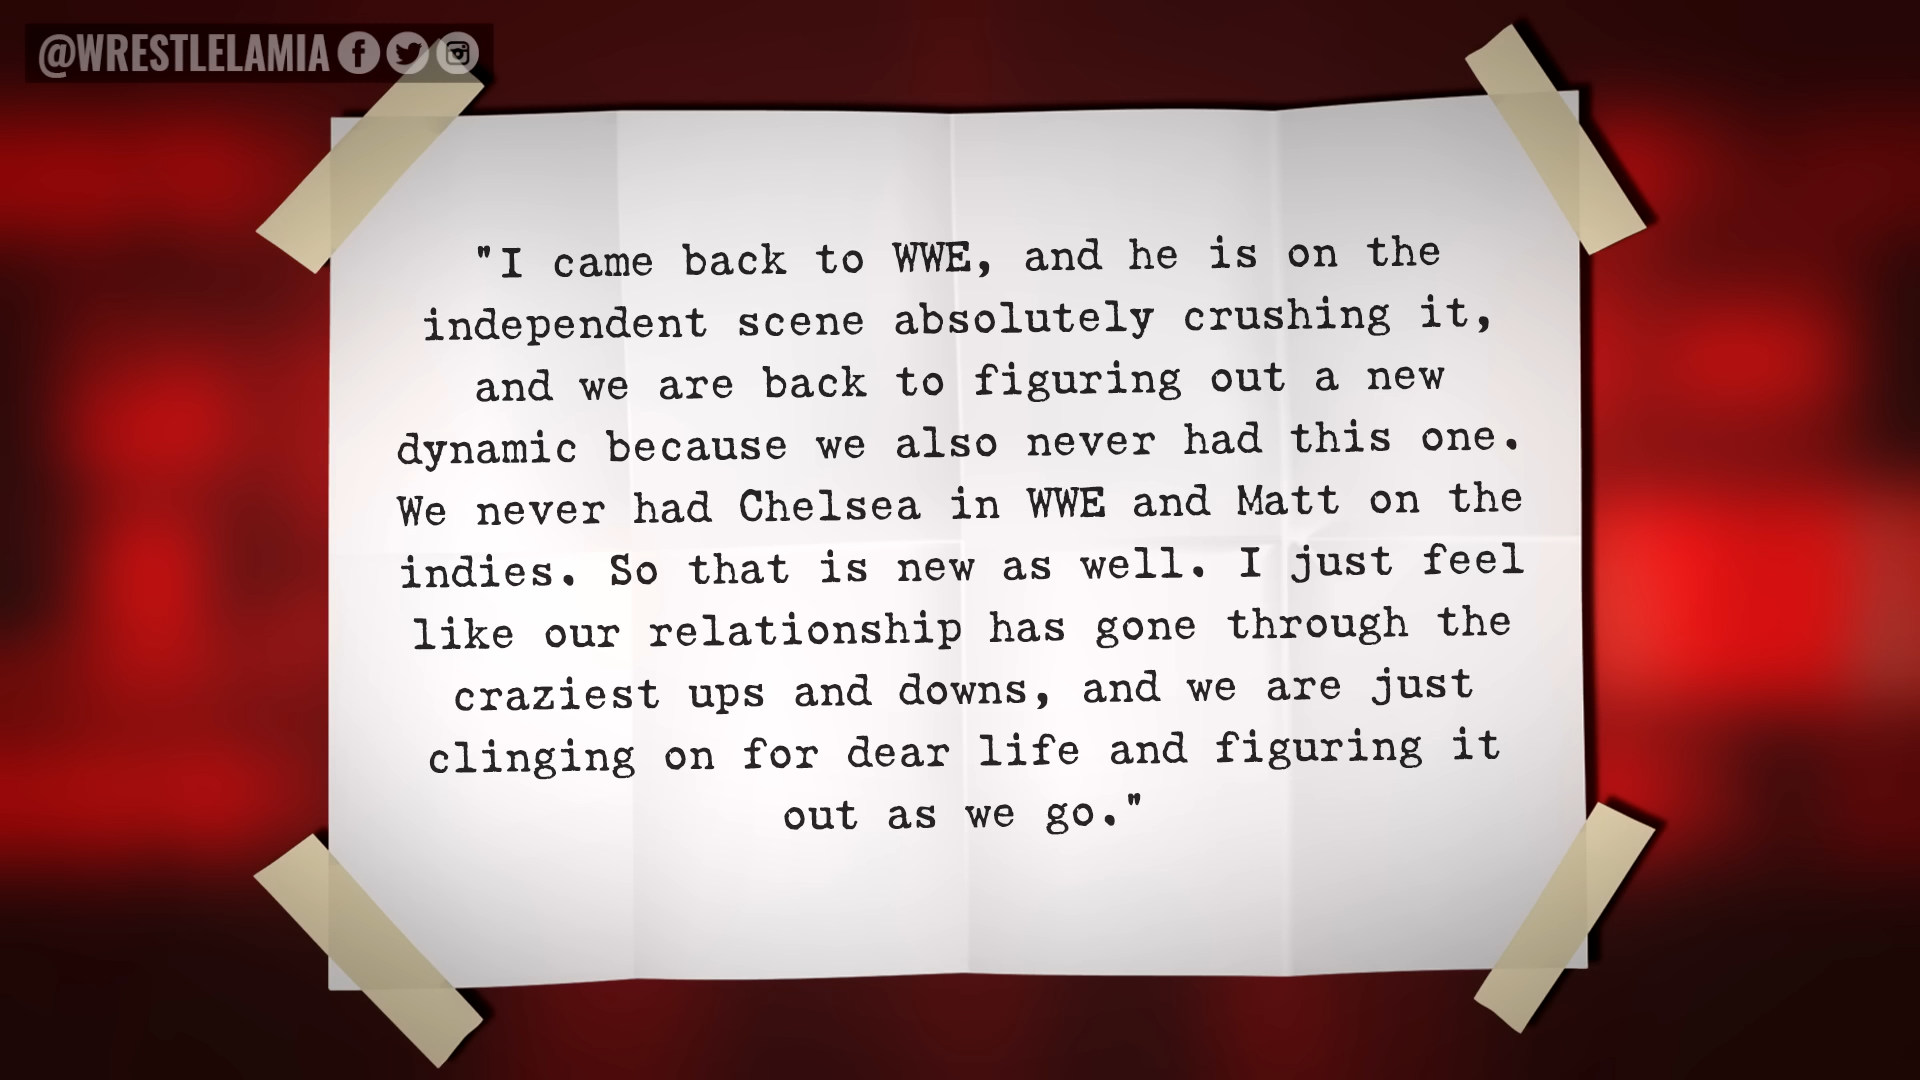 @WRESTLELAMIA
"I came back to WWE, and he is on the
independent scene absolutely crushing it,
and we are back to figuring out a new
dynamic because we also never had this one.
We never had Chelsea in WWE and Matt on the
indies. So that is new as well. I just feel
like our relationship has gone through the
craziest ups and downs, and we are just
clinging on for dear life and figuring it
out as we go."